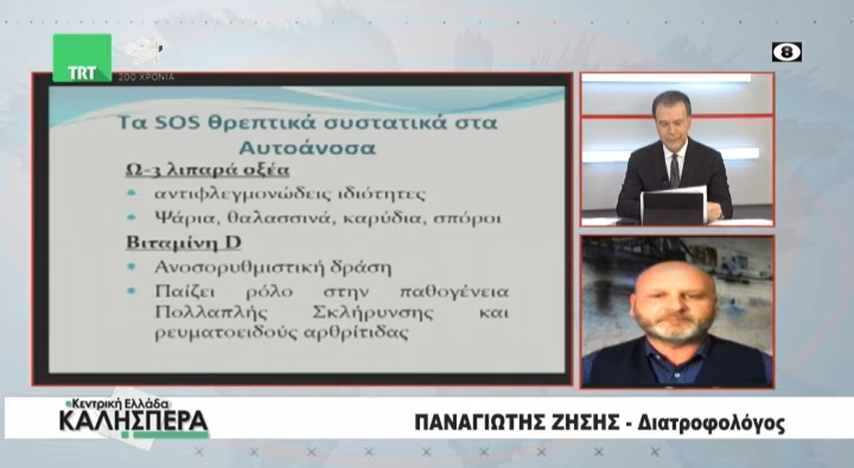 TRT
200 ΧΡΟΝΙΑ
8
Τα SOS θρεπτικά συστατικά στα
Αυτοάνοσα
Ω-3 λιπαρά οξέα
• αντιφλεγμονώδεις ιδιότητες
• Ψάρια, θαλασσινά, καρύδια, σπόροι
Βιταμίνη D
• Ανοσορυθμιστική δράση
• Παίζει ρόλο στην παθογένεια
Πολλαπλής Σκλήρυνσης και
ρευματοειδούς αρθρίτιδας
Κεντρική Ελλάδα
ΚΑΛΗΣΠΕΡΑ
ΠΑΝΑΓΙΩΤΗΣ ΖΗΣΗΣ - Διατροφολόγος